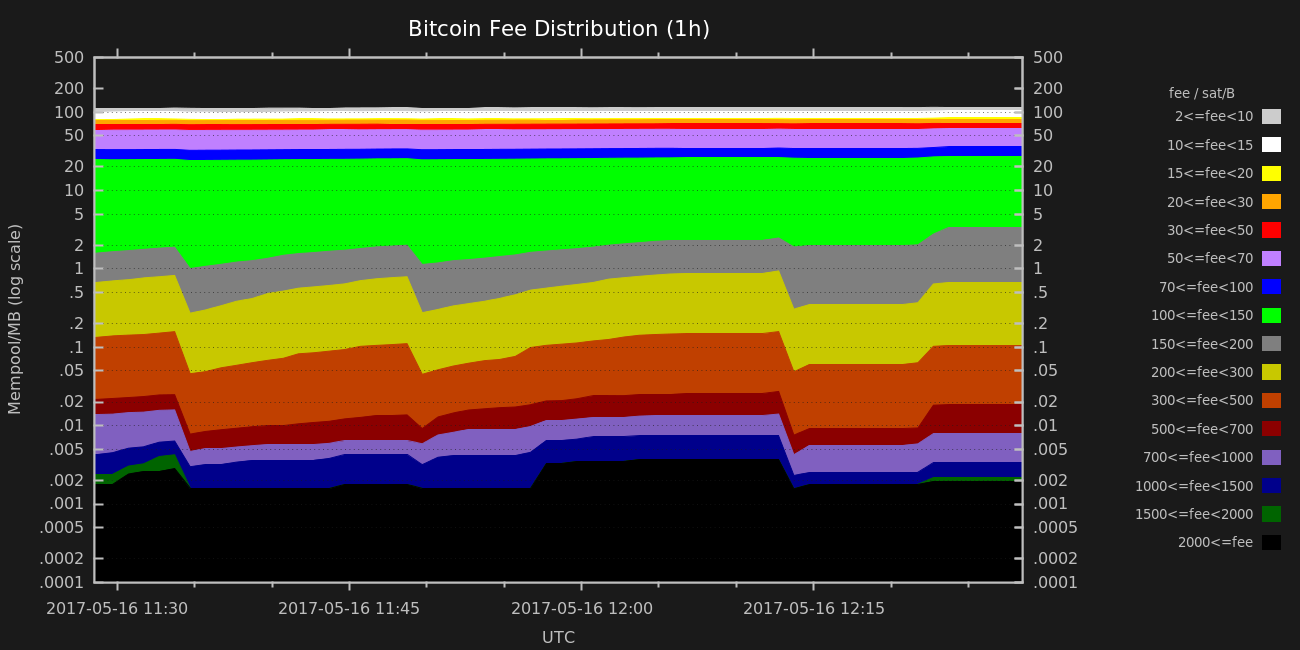 Bitcoin Fee Distribution (1h)
500
200
100
50
20
10
5
2
1
.5
.2
.1
.05
.02
.01
.005
.002
.001
.0005
.0002
.0001
Mempool/MB (log scale)
500
200
100
50
20
10
5
2
1
.5
.2
.1
.05
.02
.01
.005
.002
.001
.0005
.0002
.0001
2017-05-16 11:30
2017-05-16 11:45
2017-05-16 12:00
2017-05-16 12:15
UTC
fee / sat/B
2<=fee<10
10<=fee<15
15<=fee<20
20<=fee<30
30<=fee<50
50<=fee<70
70<=fee<100
100<=fee<150
150<=fee<200
200<=fee<300
300<=fee<500
500<=fee<700
700<=fee<1000
1000<=fee<1500
1500<=fee<2000
2000<=fee